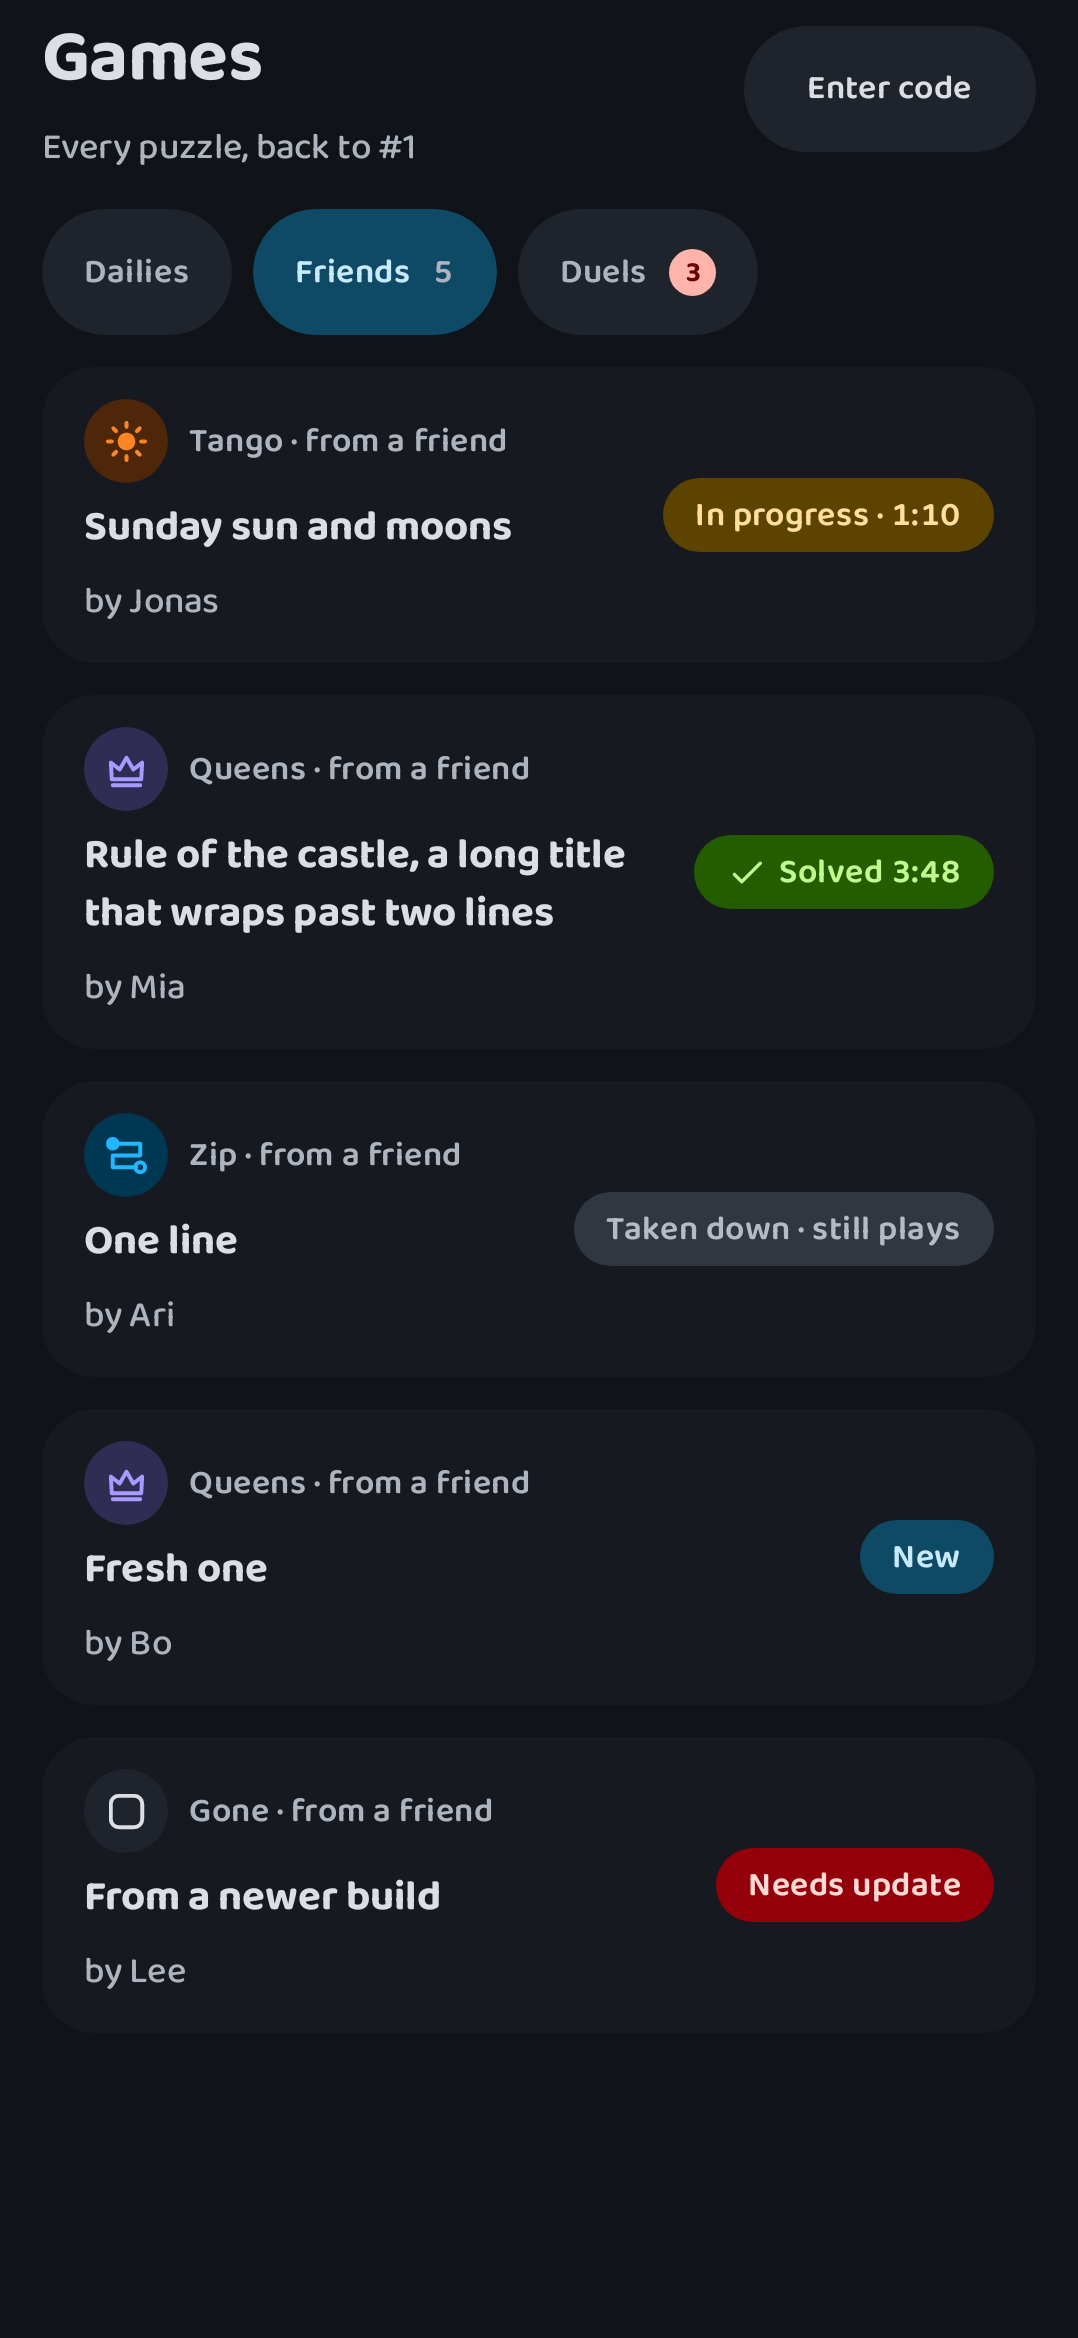 Games
Enter code
Every puzzle, back to #1
Dailies
Friends 5
Duels 3
Tango · from a friend
Sunday sun and moons
In progress · 1:10
by Jonas
Queens · from a friend
Rule of the castle, a long title
that wraps past two lines
Solved 3:48
by Mia
Zip · from a friend
One line
Taken down · still plays
by Ari
Queens · from a friend
Fresh one
New
by Bo
Gone · from a friend
From a newer build
Needs update
by Lee